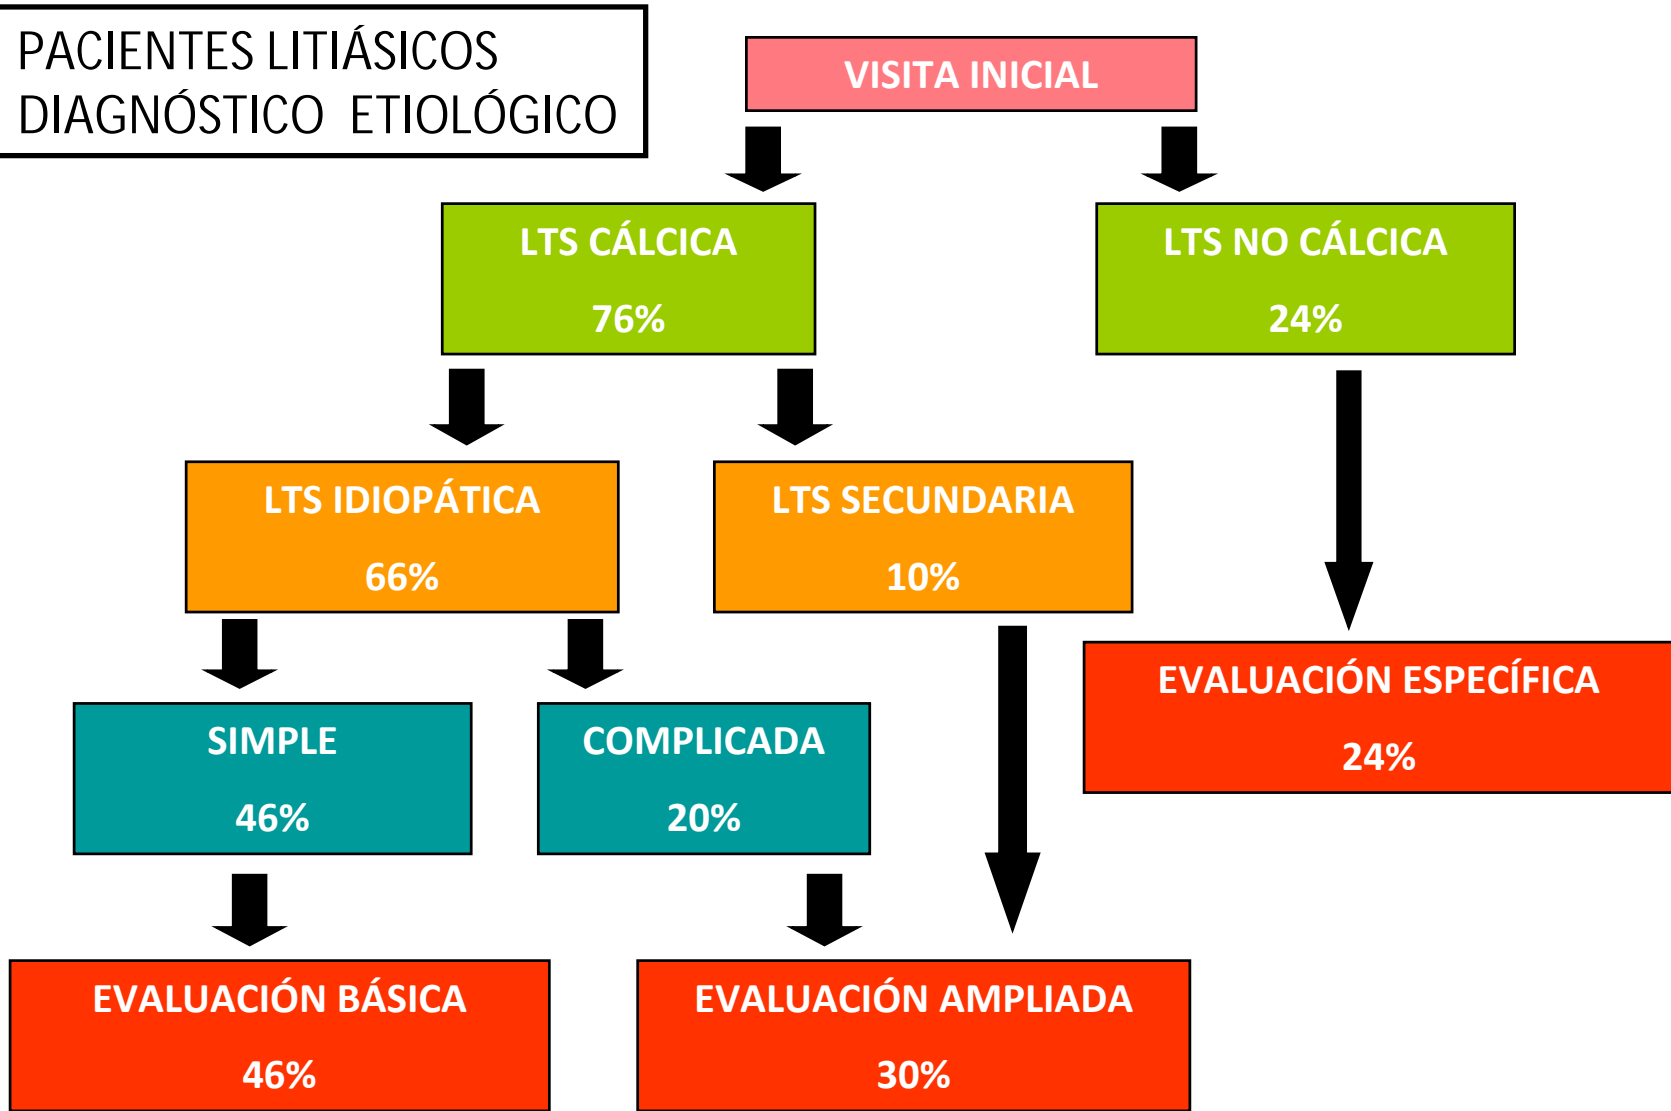 PACIENTES LITIÁSICOS
DIAGNÓSTICO ETIOLÓGICO
VISITA INICIAL
LTS CÁLCICA
76%
LTS NO CÁLCICA
24%
LTS IDIOPÁTICA
66%
LTS SECUNDARIA
10%
SIMPLE
46%
COMPLICADA
20%
EVALUACIÓN ESPECÍFICA
24%
EVALUACIÓN BÁSICA
46%
EVALUACIÓN AMPLIADA
30%